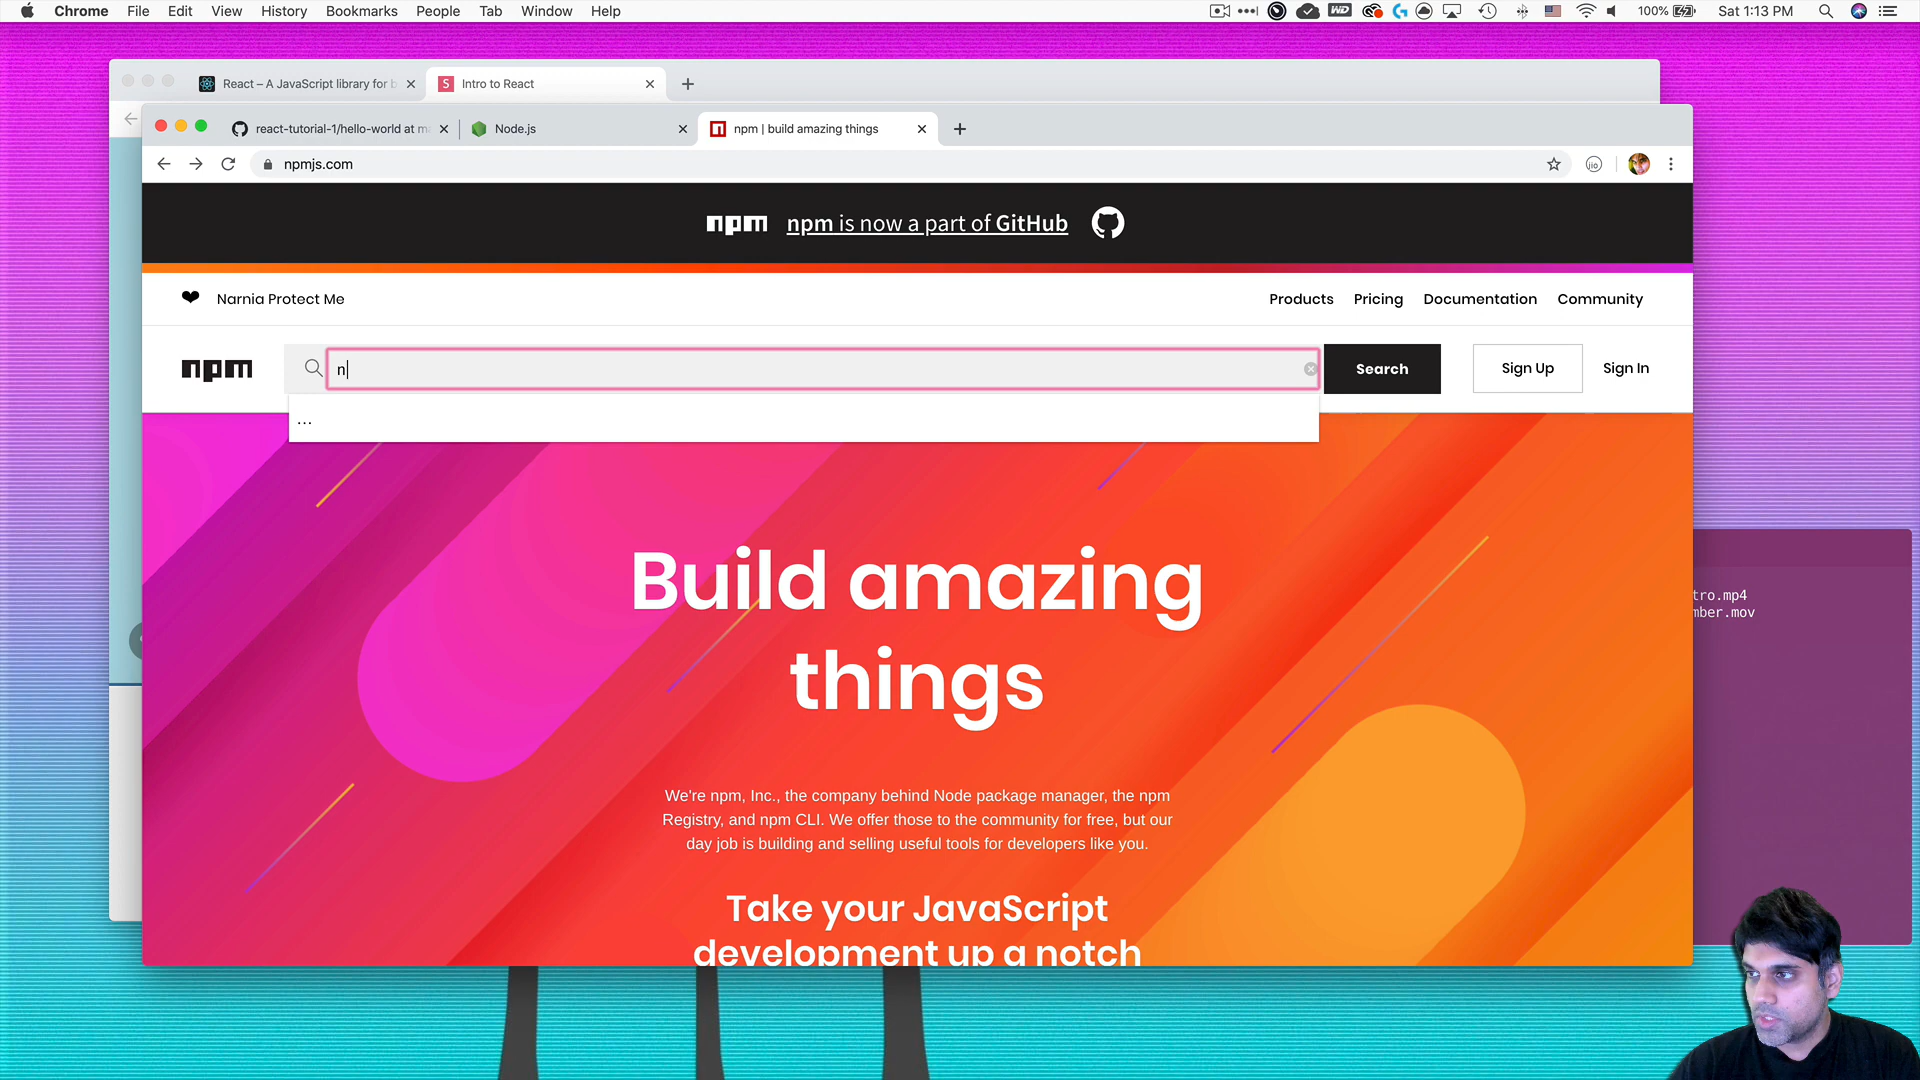 Chrome File Edit View History Bookmarks People Tab Window Help
100% Sat 1:13 PM
React – A JavaScript library for b
Intro to React
react-tutorial-1/hello-world at m
Node.js
npm | build amazing things
npmjs.com
npm npm is now a part of GitHub
Narnia Protect Me
Products Pricing Documentation Community
npm
n
Search
Sign Up
Sign In
...
Build amazing
things
We're npm, Inc., the company behind Node package manager, the npm
Registry, and npm CLI. We offer those to the community for free, but our
day job is building and selling useful tools for developers like you.
Take your JavaScript
development up a notch
tro.mp4
mber.mov